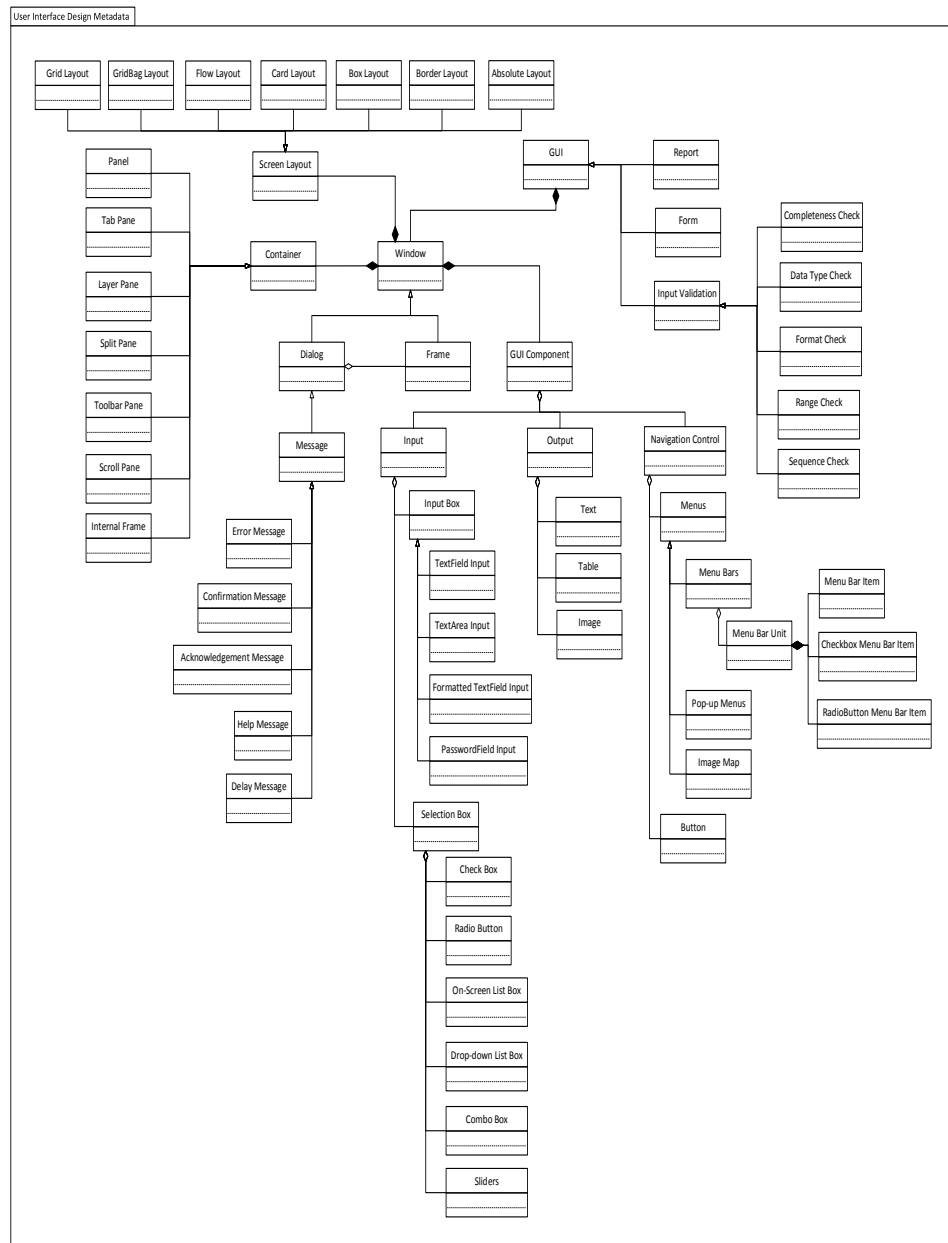 User Interface Design Metadata
Grid Layout
GridBag Layout
Flow Layout
Card Layout
Box Layout
Border Layout
Absolute Layout
Screen Layout
GUI
Report
Form
Input Validation
Completeness Check
Data Type Check
Format Check
Range Check
Sequence Check
Panel
Tab Pane
Layer Pane
Split Pane
Toolbar Pane
Scroll Pane
Internal Frame
Container
Window
Dialog
Frame
GUI Component
Message
Error Message
Confirmation Message
Acknowledgement Message
Help Message
Delay Message
Input
Input Box
TextField Input
TextArea Input
Formatted TextField Input
PasswordField Input
Selection Box
Check Box
Radio Button
On-Screen List Box
Drop-down List Box
Combo Box
Sliders
Output
Text
Table
Image
Navigation Control
Menus
Menu Bars
Menu Bar Unit
Menu Bar Item
Checkbox Menu Bar Item
RadioButton Menu Bar Item
Pop-up Menus
Image Map
Button